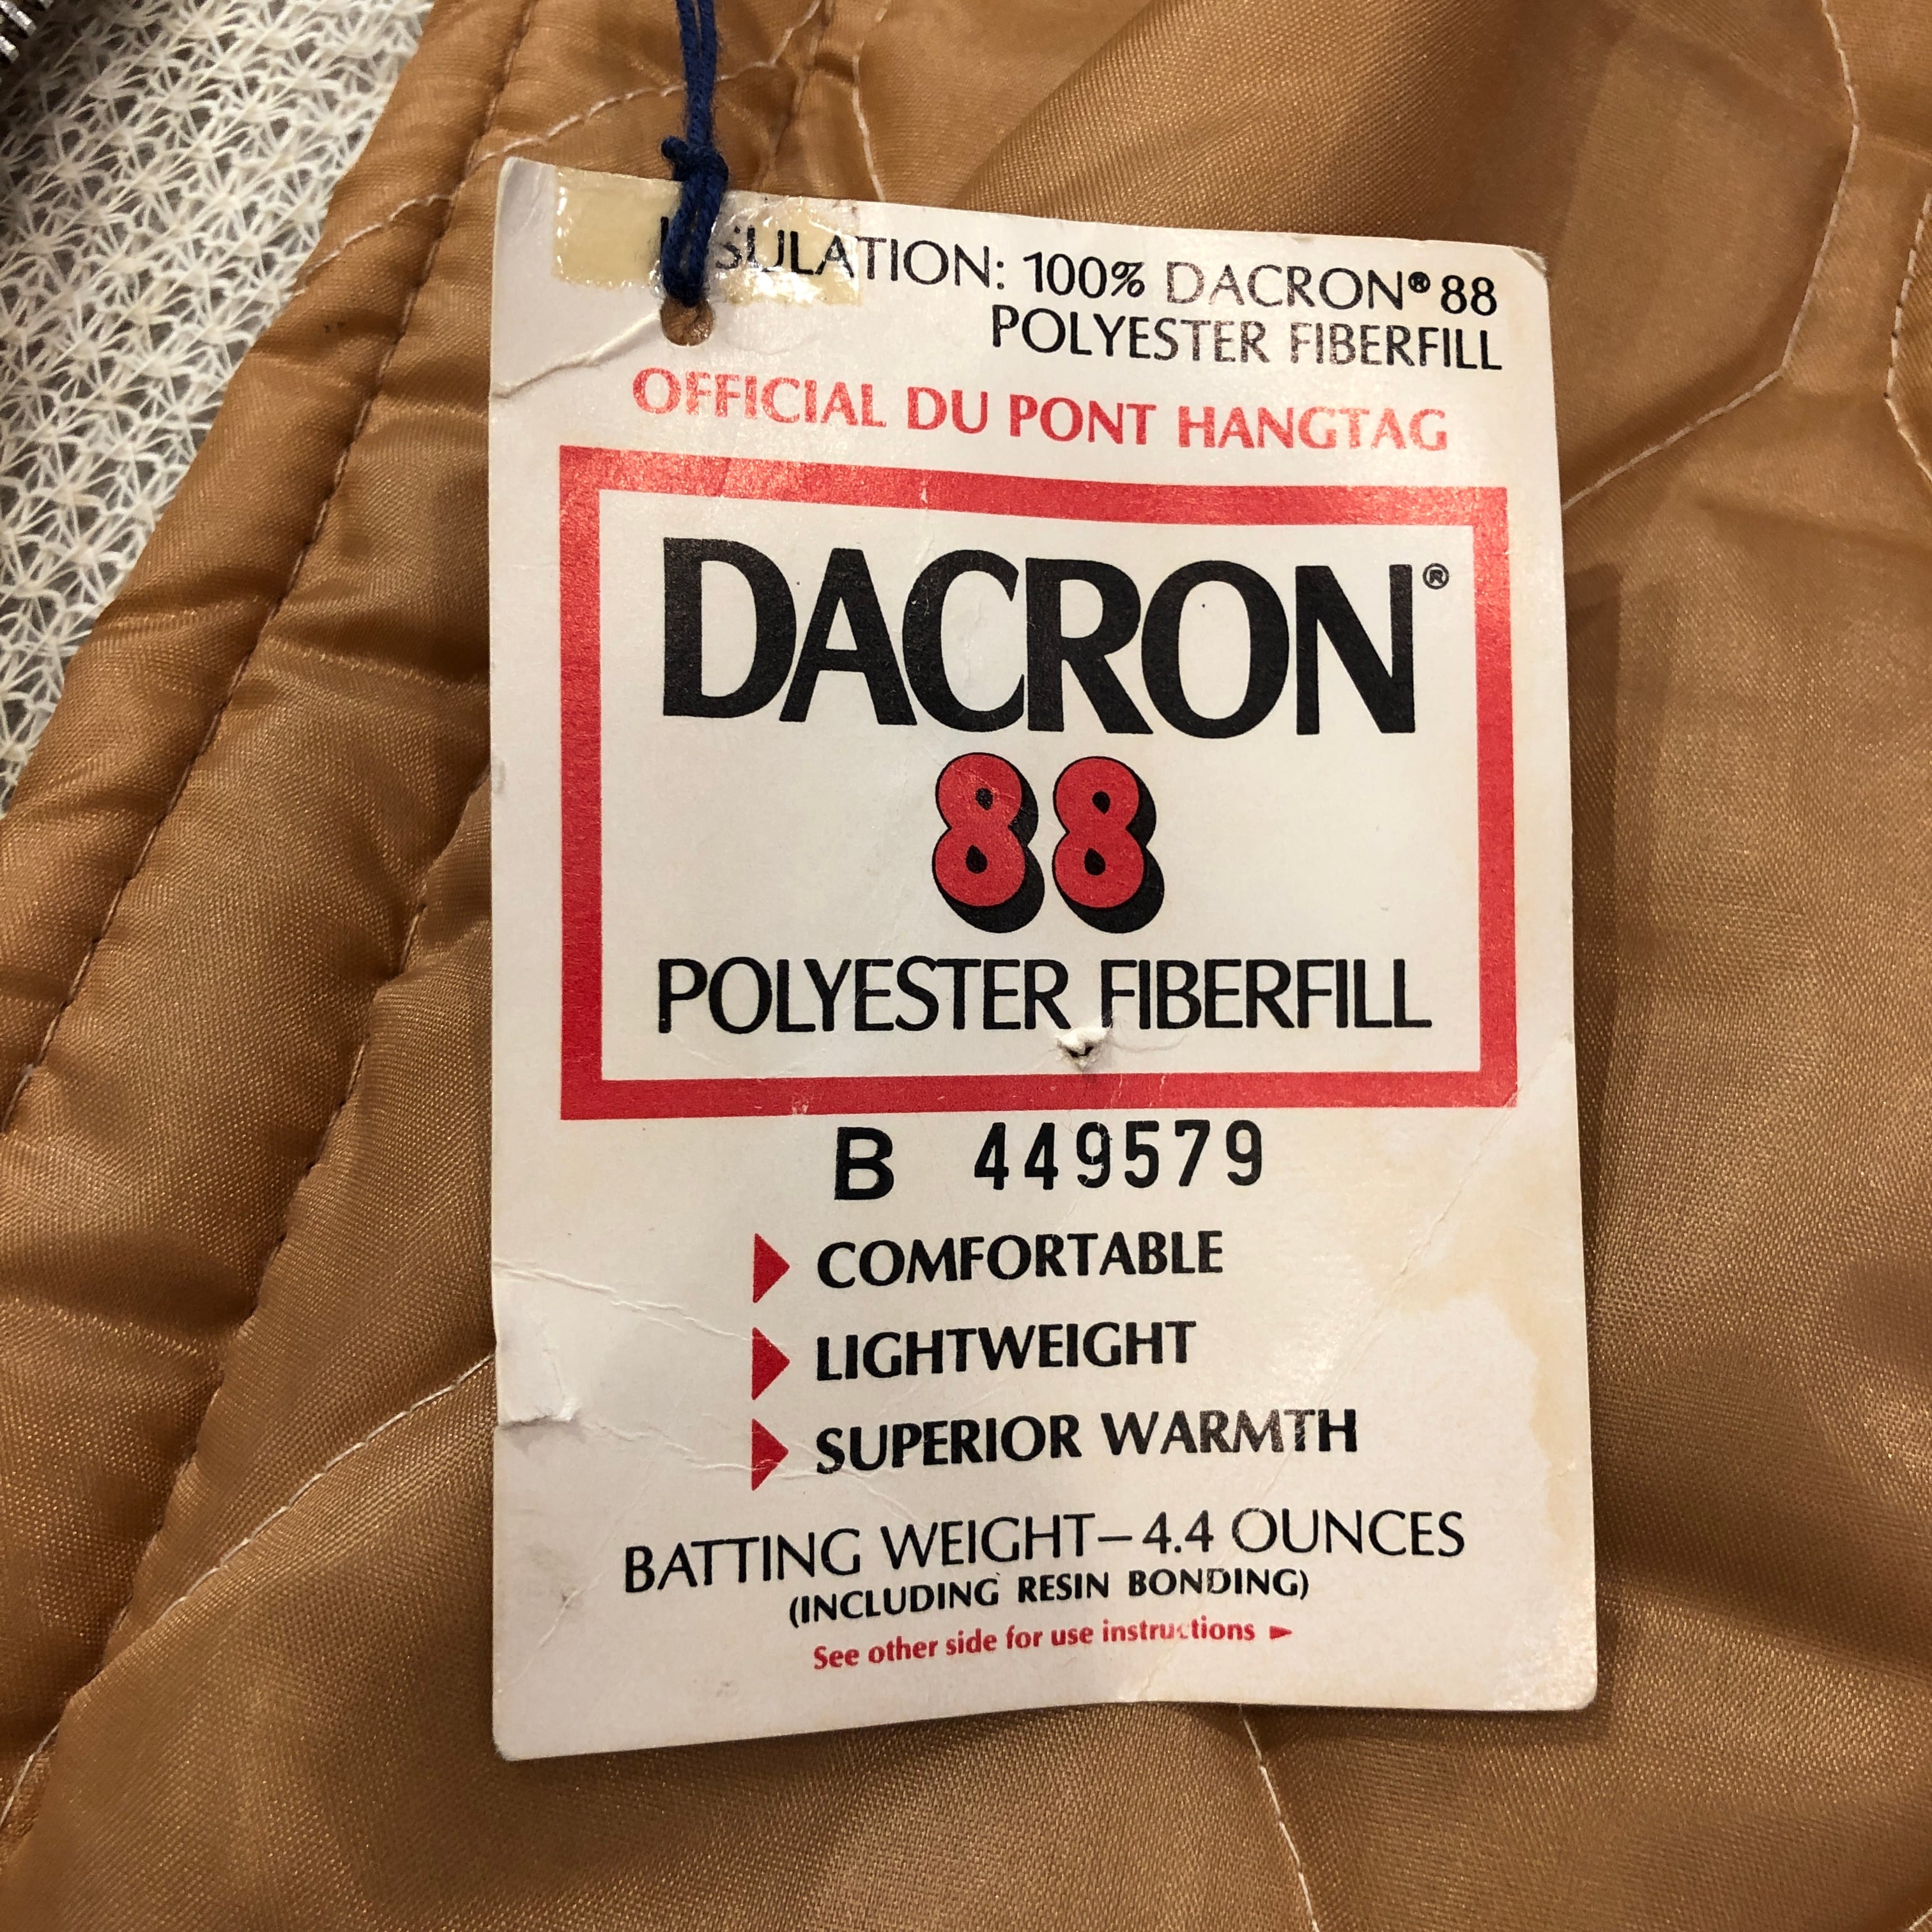 INSULATION: 100% DACRON® 88
POLYESTER FIBERFILL
OFFICIAL DU PONT HANGTAG
DACRON®
88
POLYESTER FIBERFILL
B 449579
COMFORTABLE
LIGHTWEIGHT
SUPERIOR WARMTH
BATTING WEIGHT–4.4 OUNCES
(INCLUDING RESIN BONDING)
See other side for use instructions